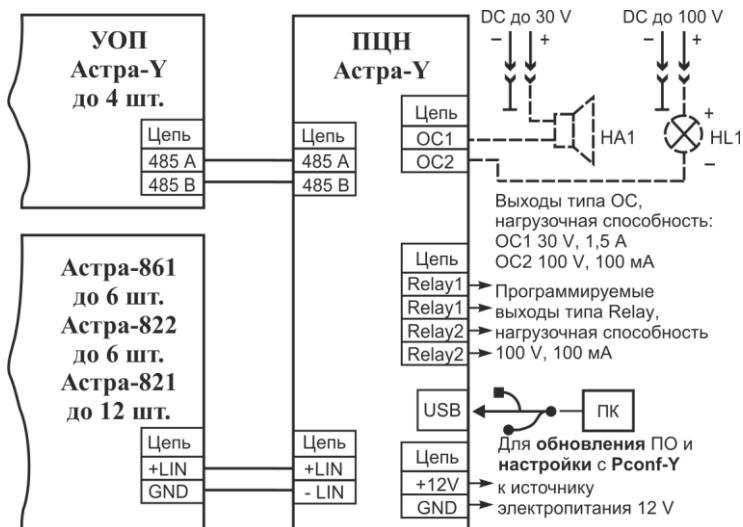 УОП
Астра-Y
до 4 шт.
Цепь
485 A
485 B
Астра-861
до 6 шт.
Астра-822
до 6 шт.
Астра-821
до 12 шт.
Цепь
+LIN
GND
ПЦН
Астра-Y
Цепь
485 A
485 B
Цепь
+LIN
- LIN
Цепь
OC1
OC2
Цепь
Relay1
Relay1
Relay2
Relay2
USB
Цепь
+12V
GND
DC до 30 V
– +
HA1
DC до 100 V
– +
+
HL1
–
Выходы типа ОС,
нагрузочная способность:
ОС1 30 V, 1,5 А
ОС2 100 V, 100 мА
Программируемые
выходы типа Relay,
нагрузочная способность
100 V, 100 мА
ПК
Для обновления ПО и
настройки с Pconf-Y
к источнику
электропитания 12 V